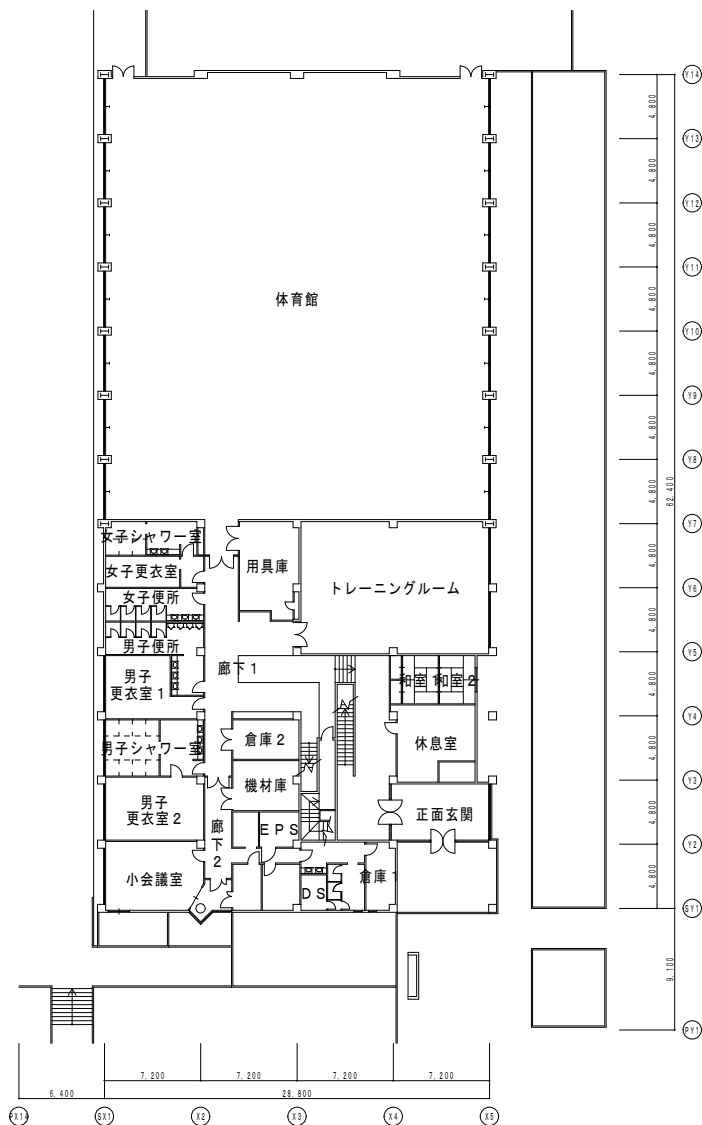 Y14
4,800
Y13
4,800
Y12
4,800
Y11
4,800
体育館
Y10
4,800
Y9
4,800
Y8
4,800
62,400
Y7
女子シャワー室
用具庫
4,800
女子更衣室
トレーニングルーム
Y6
女子便所
4,800
男子便所
Y5
廊下1
男子
更衣室1
和室1
和室2
4,800
Y4
倉庫2
休息室
男子シャワー室
4,800
Y3
機材庫
男子
更衣室2
正面玄関
4,800
廊下2
EPS
Y2
小会議室
倉庫1
DS
4,800
SY1
9,100
PY1
7,200
7,200
7,200
7,200
6,400
28,800
PX14
SX1
X2
X3
X4
X5